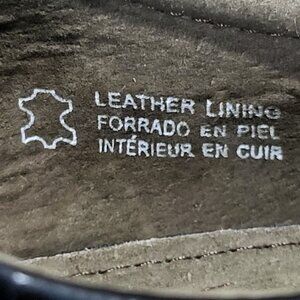 LEATHER LINING
FORRADO EN PIEL
INTÉRIEUR EN CUIR